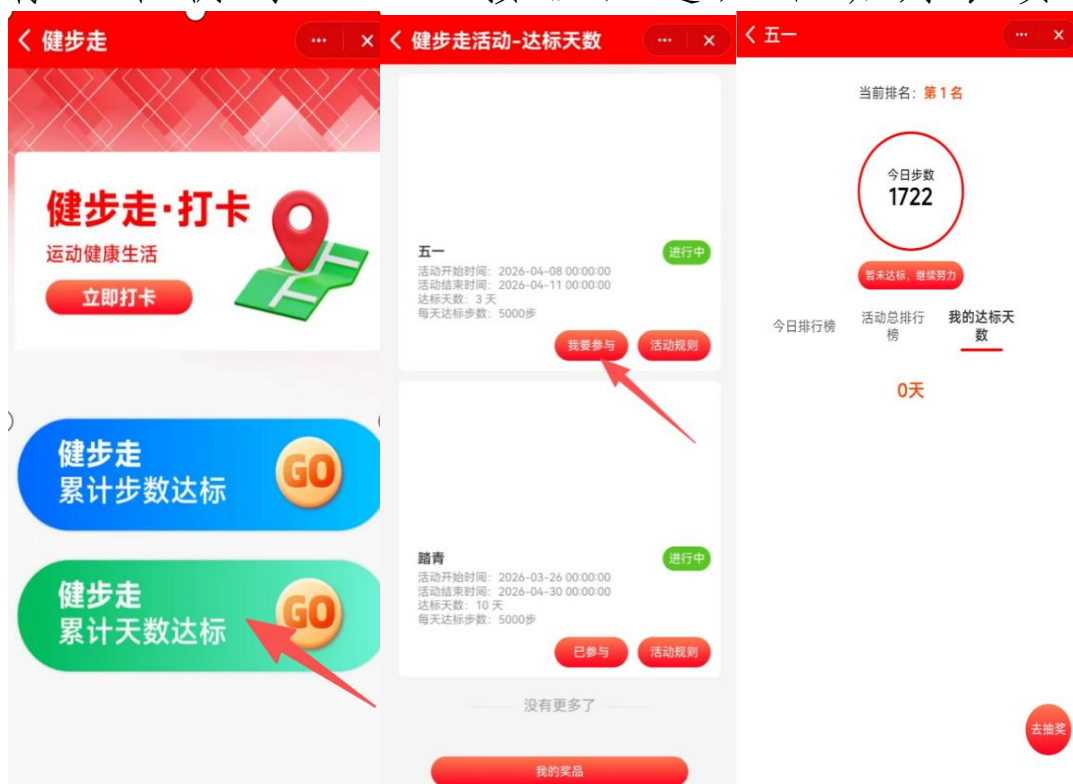 健步走
健步走·打卡
运动健康生活
立即打卡
健步走
累计步数达标
GO
健步走
累计天数达标
GO
健步走活动-达标天数
五一
进行中
活动开始时间：2026-04-08 00:00:00
活动结束时间：2026-04-11 00:00:00
达标天数：3 天
每天达标步数：5000步
我要参与
活动规则
踏青
进行中
活动开始时间：2026-03-26 00:00:00
活动结束时间：2026-04-30 00:00:00
达标天数：10 天
每天达标步数：5000步
已参与
活动规则
没有更多了
我的奖品
五一
当前排名：第 1 名
今日步数
1722
暂未达标，继续努力
今日排行榜
活动总排行
榜
我的达标天
数
0天
去抽奖